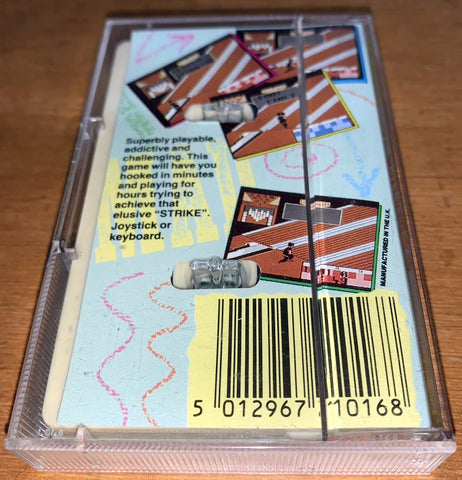 Superbly playable,
addictive and
challenging. This
game will have you
hooked in minutes
and playing for
hours trying to
achieve that
elusive "STRIKE".
Joystick or
keyboard.
MANUFACTURED IN THE U.K.
5 012967 710168